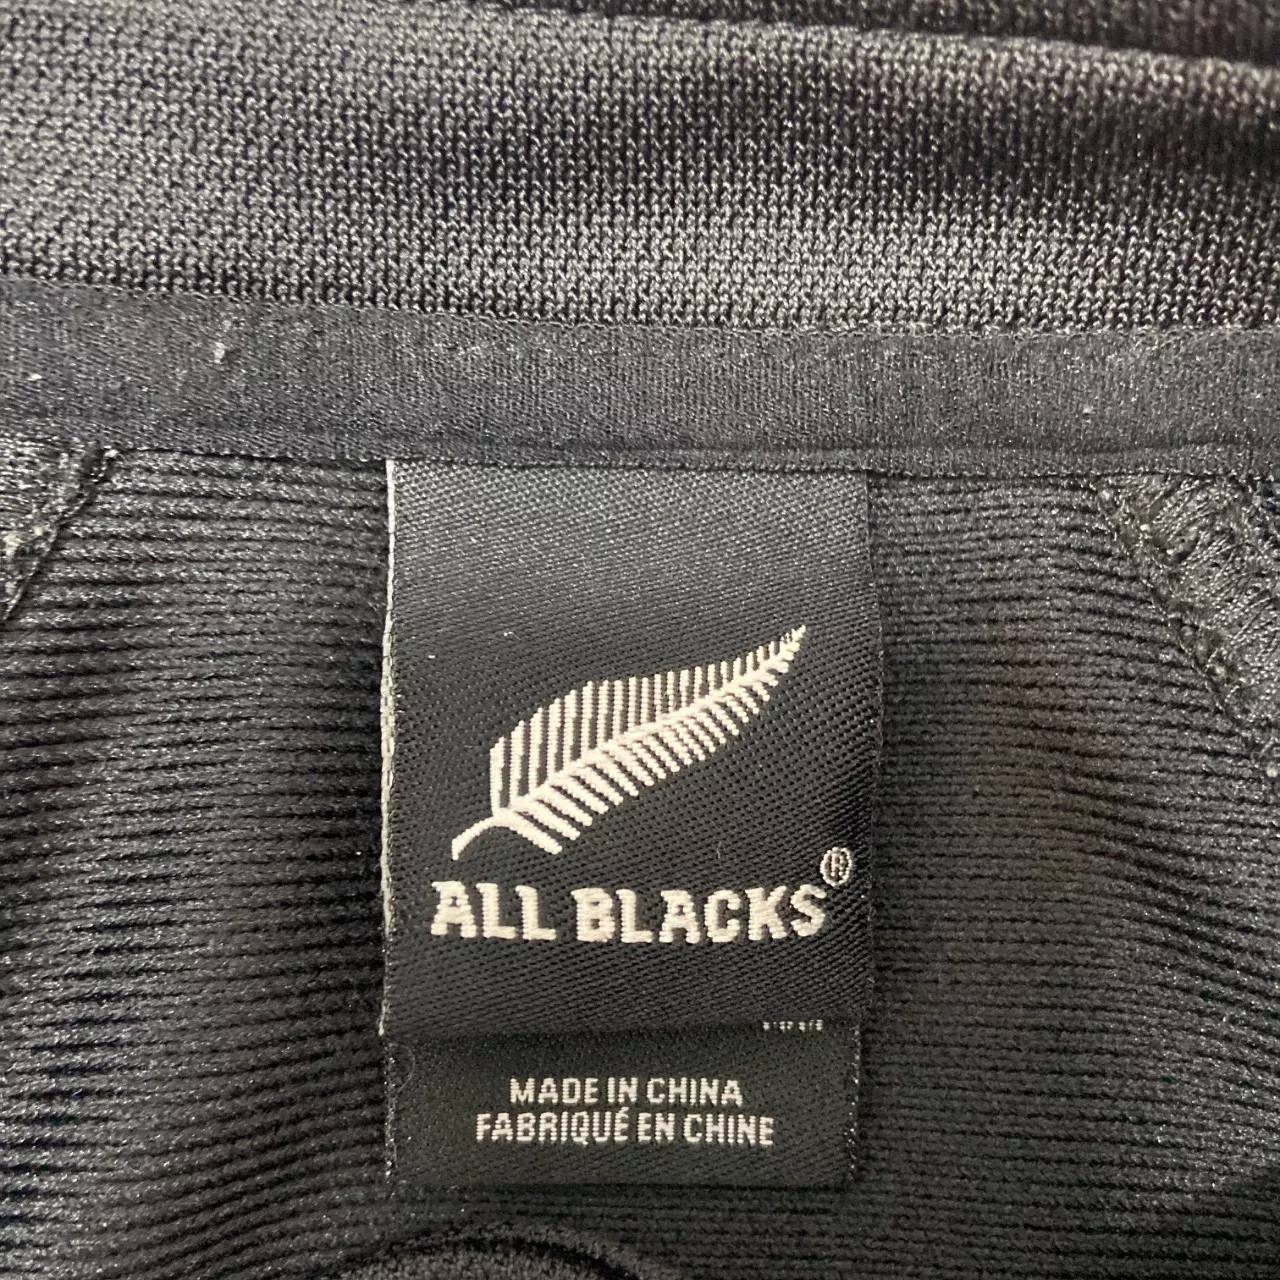 ALL BLACKS®
MADE IN CHINA
FABRIQUÉ EN CHINE